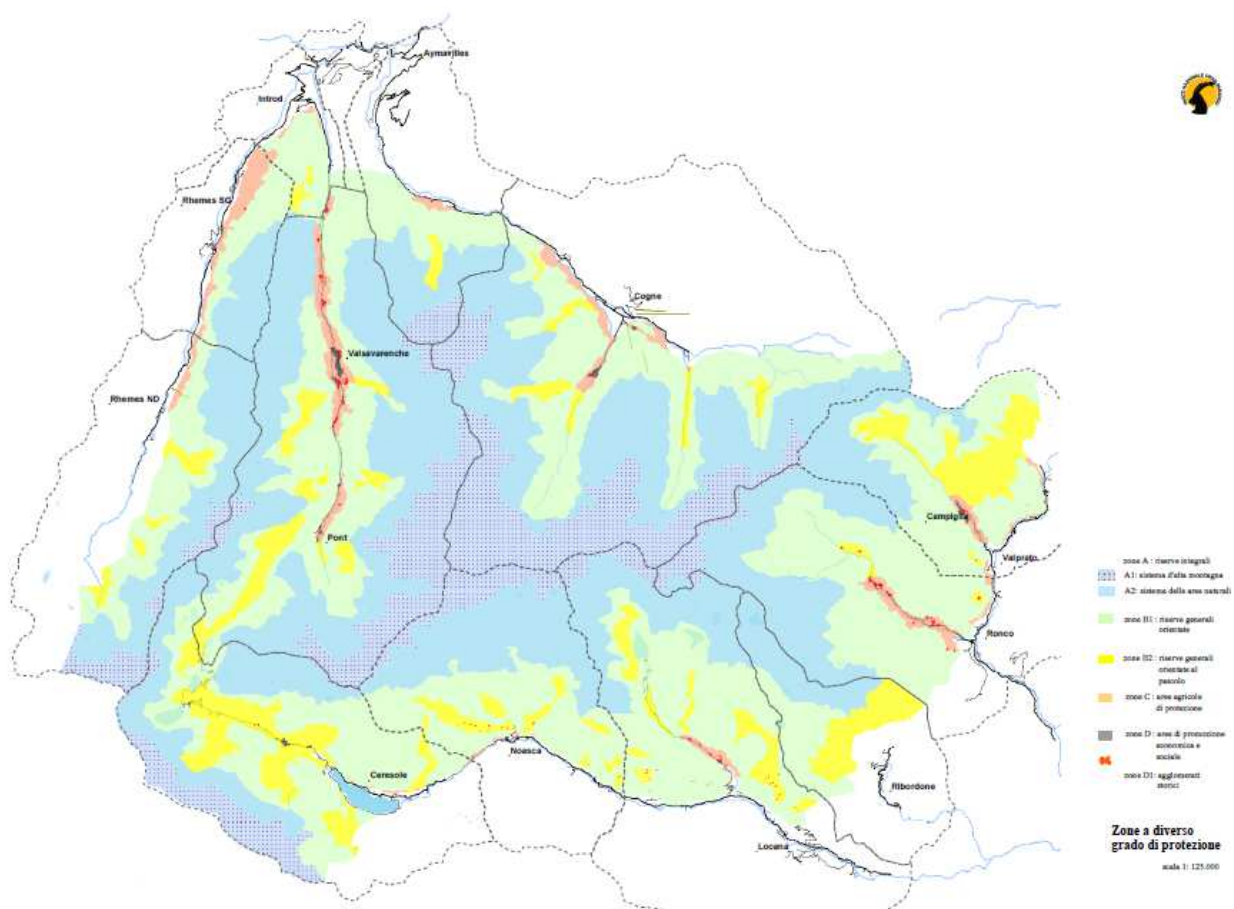 Aymavilles
Introd
Rhemes SG
Cogne
Valsavarenche
Rhemes ND
Campiglia
Pont
Valprato
Ronco
Noasca
Ceresole
Ribordone
Locana
zone A : riserve integrali
A1: sistema d'alta montagna
A2: sistema delle aree naturali
zone B1 : riserve generali
orientate
zone B2 : riserve generali
orientate al
pascolo
zone C : aree agricole
di protezione
zone D : aree di promozione
economica e
sociale
zone D1: agglomerati
storici
Zone a diverso
grado di protezione
scala 1: 125.000